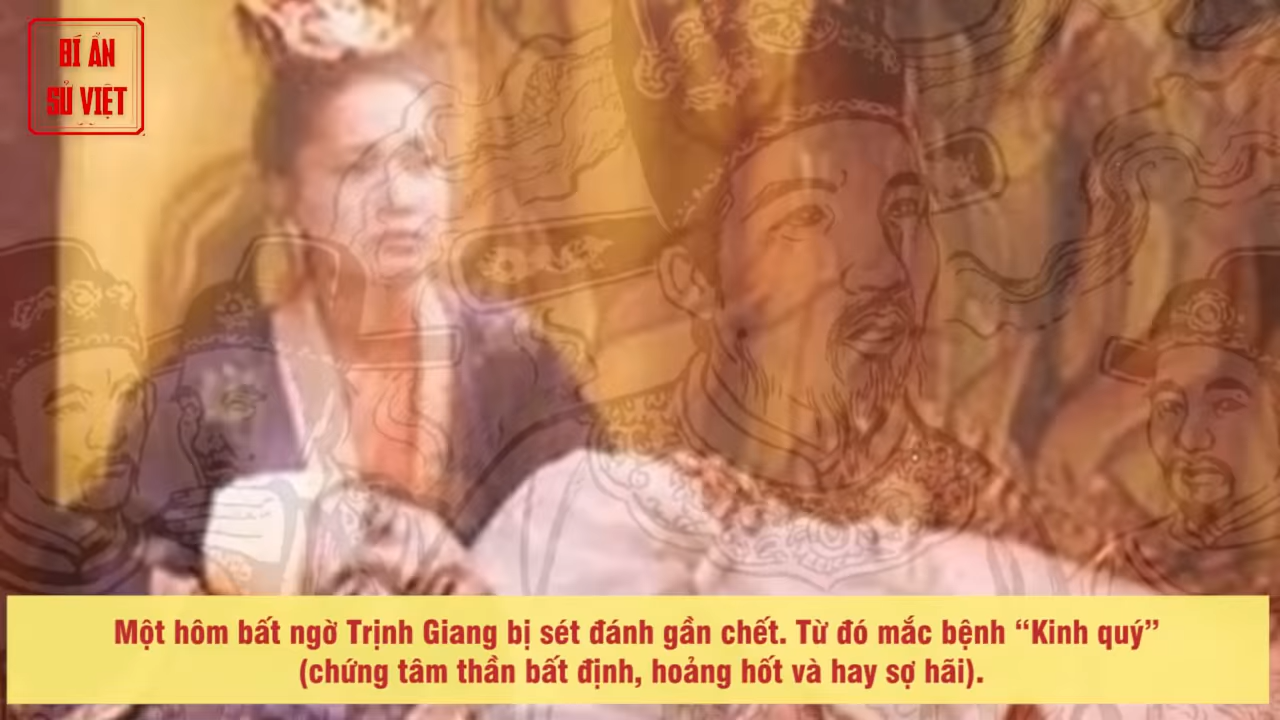 BÍ ẨN
SỬ VIỆT
Một hôm bất ngờ Trịnh Giang bị sét đánh gần chết. Từ đó mắc bệnh “Kinh quý”
(chứng tâm thần bất định, hoảng hốt và hay sợ hãi).